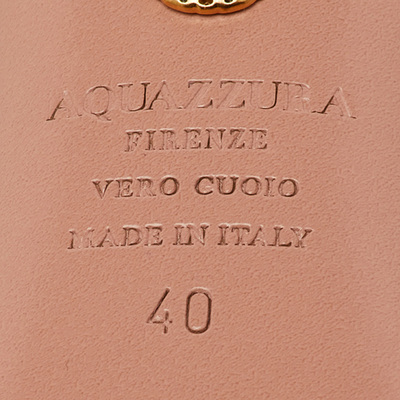 AQUAZZURA
FIRENZE
VERO CUOIO
MADE IN ITALY
40